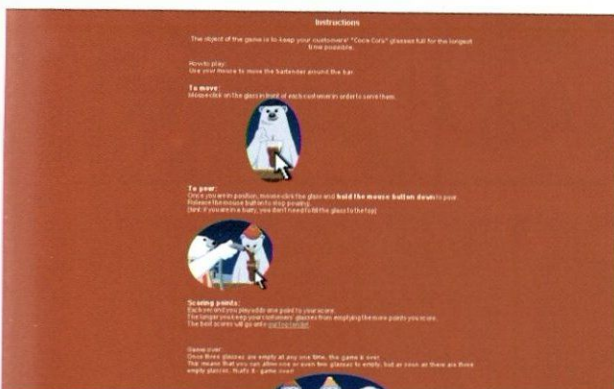 Instructions
The object of the game is to keep your customers' "Coca Cola" glasses full for the longest
time possible.
How to play:
Use your mouse to move the bartender around the bar.
To move:
Mouse click on the glass in front of each customer in order to serve them.
To pour:
Once you are in position, mouse-click the glass and hold the mouse button down to pour.
Release the mouse button to stop pouring.
(hint: if you are in a hurry, you don't need to fill the glass to the top)
Scoring points:
Each second you play adds one point to your score.
The longer you keep your customers' glasses from emptying the more points you score.
The best scores will go onto our top ten list.
Game over:
Once three glasses are empty at any one time, the game is over.
This means that you can allow one or even two glasses to empty, but as soon as there are three
empty glasses, that's it - game over!